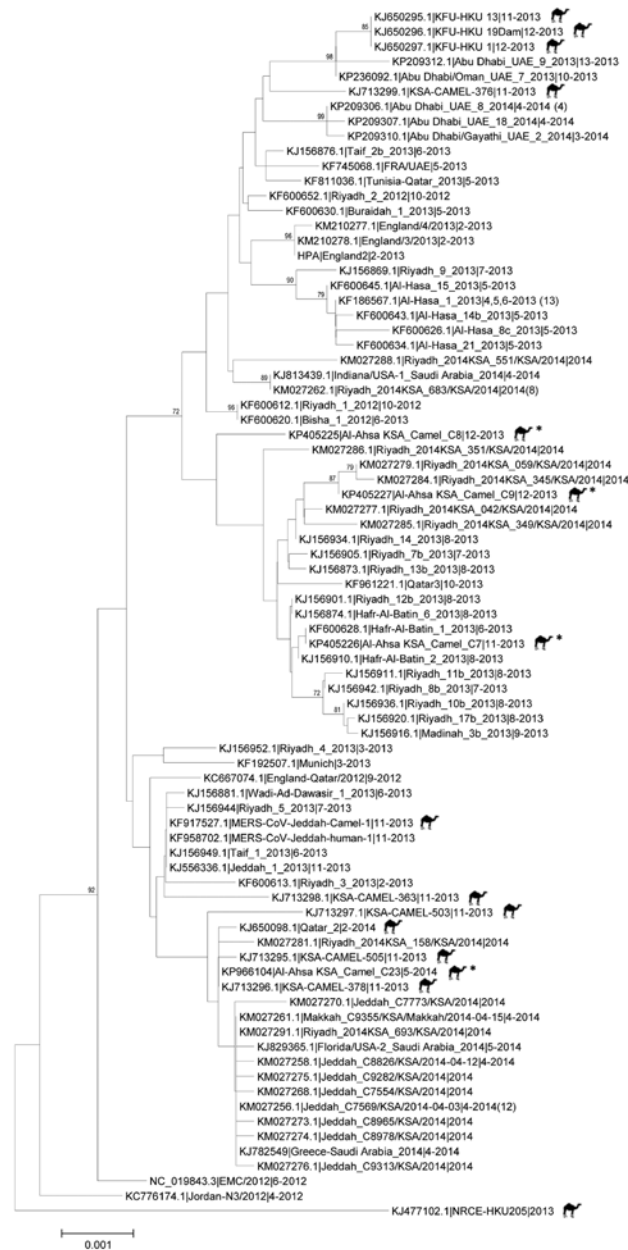 KJ650295.1|KFU-HKU 13|11-2013
85
KJ650296.1|KFU-HKU 19Dam|12-2013
KJ650297.1|KFU-HKU 1|12-2013
98
KP209312.1|Abu Dhabi_UAE_9_2013|13-2013
KP236092.1|Abu Dhabi/Oman_UAE_7_2013|10-2013
KJ713299.1|KSA-CAMEL-376|11-2013
KP209306.1|Abu Dhabi_UAE_8_2014|4-2014 (4)
99
KP209307.1|Abu Dhabi_UAE_18_2014|4-2014
KP209310.1|Abu Dhabi/Gayathi_UAE_2_2014|3-2014
KJ156876.1|Taif_2b_2013|6-2013
KF745068.1|FRA/UAE|5-2013
KF811036.1|Tunisia-Qatar_2013|5-2013
KF600652.1|Riyadh_2_2012|10-2012
KF600630.1|Buraidah_1_2013|5-2013
KM210277.1|England/4/2013|2-2013
96
KM210278.1|England/3/2013|2-2013
HPA|England2|2-2013
KJ156869.1|Riyadh_9_2013|7-2013
90
KF600645.1|Al-Hasa_15_2013|5-2013
79
KF186567.1|Al-Hasa_1_2013|4,5,6-2013 (13)
KF600643.1|Al-Hasa_14b_2013|5-2013
KF600626.1|Al-Hasa_8c_2013|5-2013
KF600634.1|Al-Hasa_21_2013|5-2013
KM027288.1|Riyadh_2014KSA_551/KSA/2014|2014
KJ813439.1|Indiana/USA-1_Saudi Arabia_2014|4-2014
89
KM027262.1|Riyadh_2014KSA_683/KSA/2014|2014(8)
KF600612.1|Riyadh_1_2012|10-2012
96
72
KF600620.1|Bisha_1_2012|6-2013
KP405225|Al-Ahsa KSA_Camel_C8|12-2013 *
KM027286.1|Riyadh_2014KSA_351/KSA/2014|2014
KM027279.1|Riyadh_2014KSA_059/KSA/2014|2014
79
KM027284.1|Riyadh_2014KSA_345/KSA/2014|2014
87
KP405227|Al-Ahsa KSA_Camel_C9|12-2013 *
KM027277.1|Riyadh_2014KSA_042/KSA/2014|2014
KM027285.1|Riyadh_2014KSA_349/KSA/2014|2014
KJ156934.1|Riyadh_14_2013|8-2013
KJ156905.1|Riyadh_7b_2013|7-2013
KJ156873.1|Riyadh_13b_2013|8-2013
KF961221.1|Qatar3|10-2013
KJ156901.1|Riyadh_12b_2013|8-2013
KJ156874.1|Hafr-Al-Batin_6_2013|8-2013
KF600628.1|Hafr-Al-Batin_1_2013|6-2013
KP405226|Al-Ahsa KSA_Camel_C7|11-2013 *
KJ156910.1|Hafr-Al-Batin_2_2013|8-2013
KJ156911.1|Riyadh_11b_2013|8-2013
72
KJ156942.1|Riyadh_8b_2013|7-2013
KJ156936.1|Riyadh_10b_2013|8-2013
81
KJ156920.1|Riyadh_17b_2013|8-2013
KJ156916.1|Madinah_3b_2013|9-2013
KJ156952.1|Riyadh_4_2013|3-2013
KF192507.1|Munich|3-2013
KC667074.1|England-Qatar/2012|9-2012
KJ156881.1|Wadi-Ad-Dawasir_1_2013|6-2013
KJ156944|Riyadh_5_2013|7-2013
KF917527.1|MERS-CoV-Jeddah-Camel-1|11-2013
KF958702.1|MERS-CoV-Jeddah-human-1|11-2013
KJ156949.1|Taif_1_2013|6-2013
KJ556336.1|Jeddah_1_2013|11-2013
KF600613.1|Riyadh_3_2013|2-2013
92
KJ713298.1|KSA-CAMEL-363|11-2013
KJ713297.1|KSA-CAMEL-503|11-2013
KJ650098.1|Qatar_2|2-2014
KM027281.1|Riyadh_2014KSA_158/KSA/2014|2014
KJ713295.1|KSA-CAMEL-505|11-2013
KP966104|Al-Ahsa KSA_Camel_C23|5-2014 *
KJ713296.1|KSA-CAMEL-378|11-2013
KM027270.1|Jeddah_C7773/KSA/2014|2014
KM027261.1|Makkah_C9355/KSA/Makkah/2014-04-15|4-2014
KM027291.1|Riyadh_2014KSA_693/KSA/2014|2014
KJ829365.1|Florida/USA-2_Saudi Arabia_2014|5-2014
KM027258.1|Jeddah_C8826/KSA/2014-04-12|4-2014
KM027275.1|Jeddah_C9282/KSA/2014|2014
KM027268.1|Jeddah_C7554/KSA/2014|2014
KM027256.1|Jeddah_C7569/KSA/2014-04-03|4-2014(12)
KM027273.1|Jeddah_C8965/KSA/2014|2014
KM027274.1|Jeddah_C8978/KSA/2014|2014
KJ782549|Greece-Saudi Arabia_2014|4-2014
KM027276.1|Jeddah_C9313/KSA/2014|2014
NC_019843.3|EMC/2012|6-2012
KC776174.1|Jordan-N3/2012|4-2012
KJ477102.1|NRCE-HKU205|2013
0.001